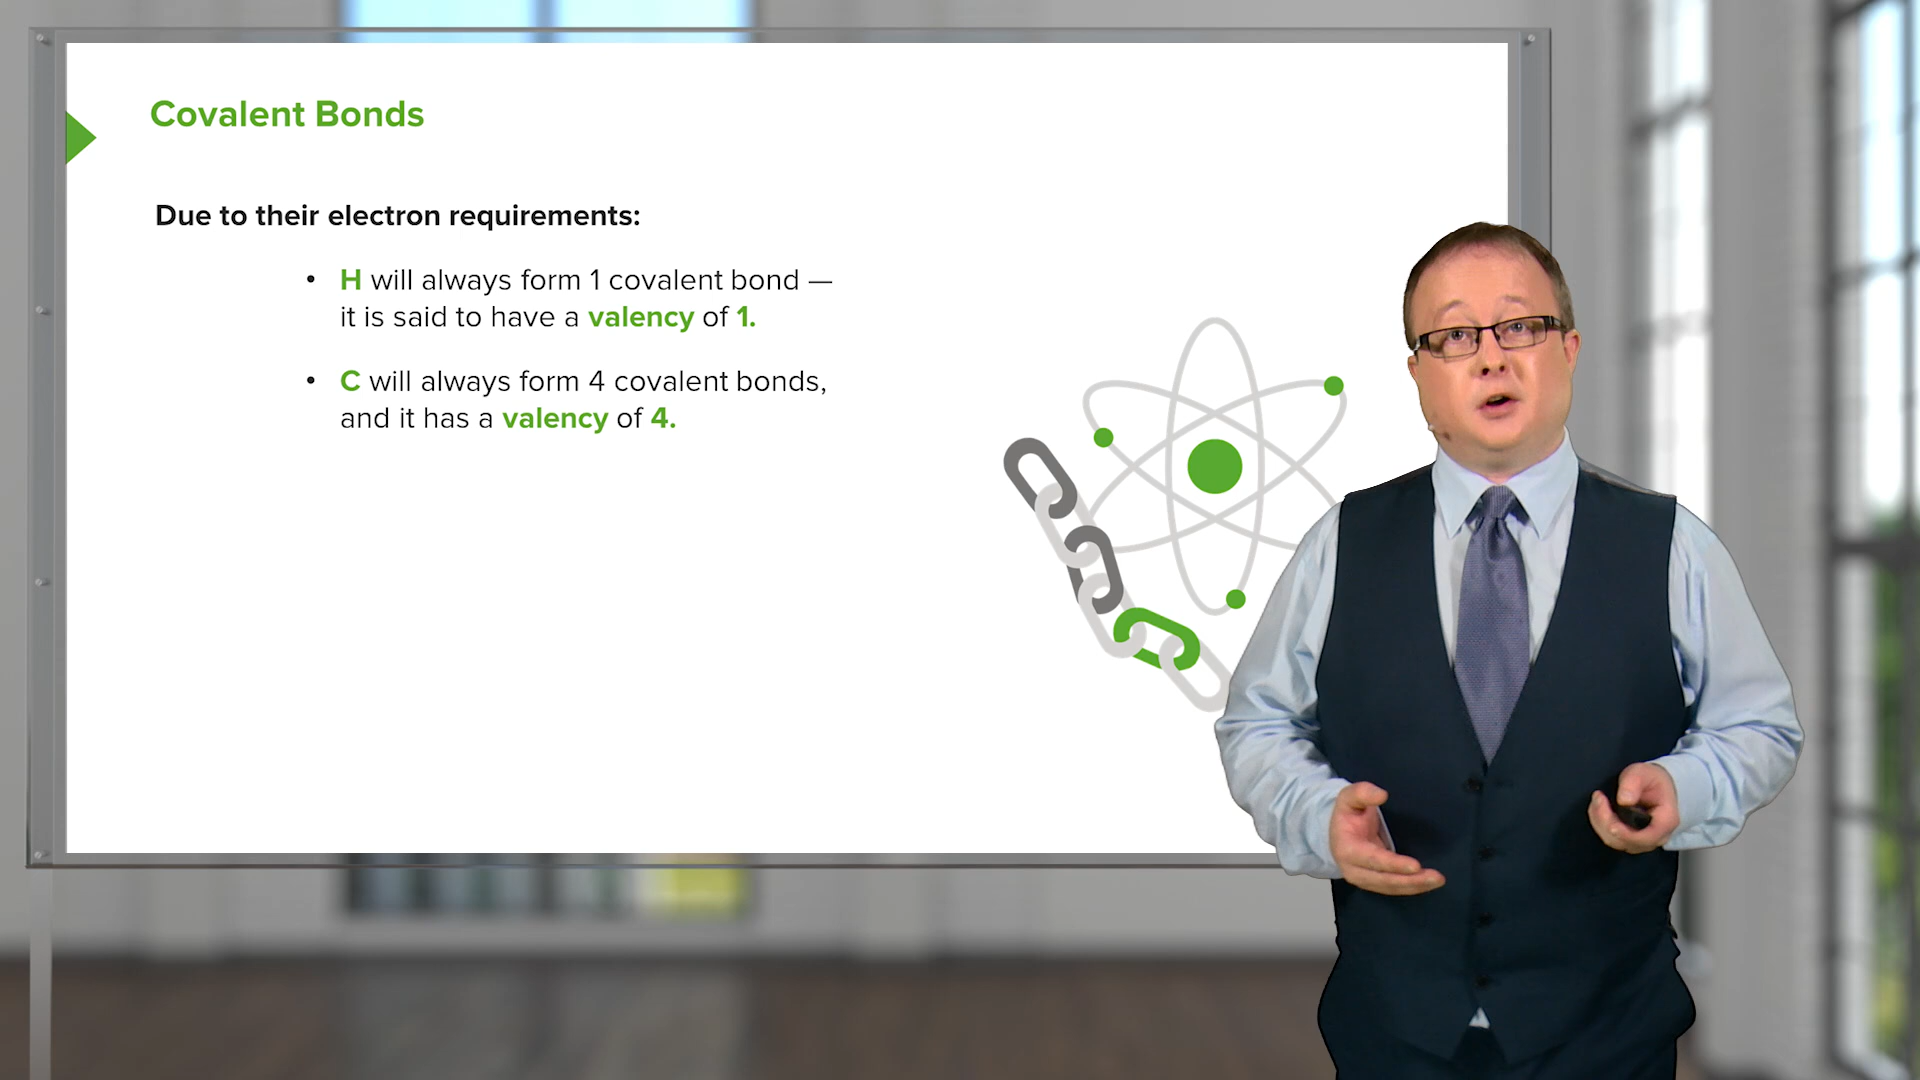 Covalent Bonds
Due to their electron requirements:
• H will always form 1 covalent bond —
it is said to have a valency of 1.
• C will always form 4 covalent bonds,
and it has a valency of 4.